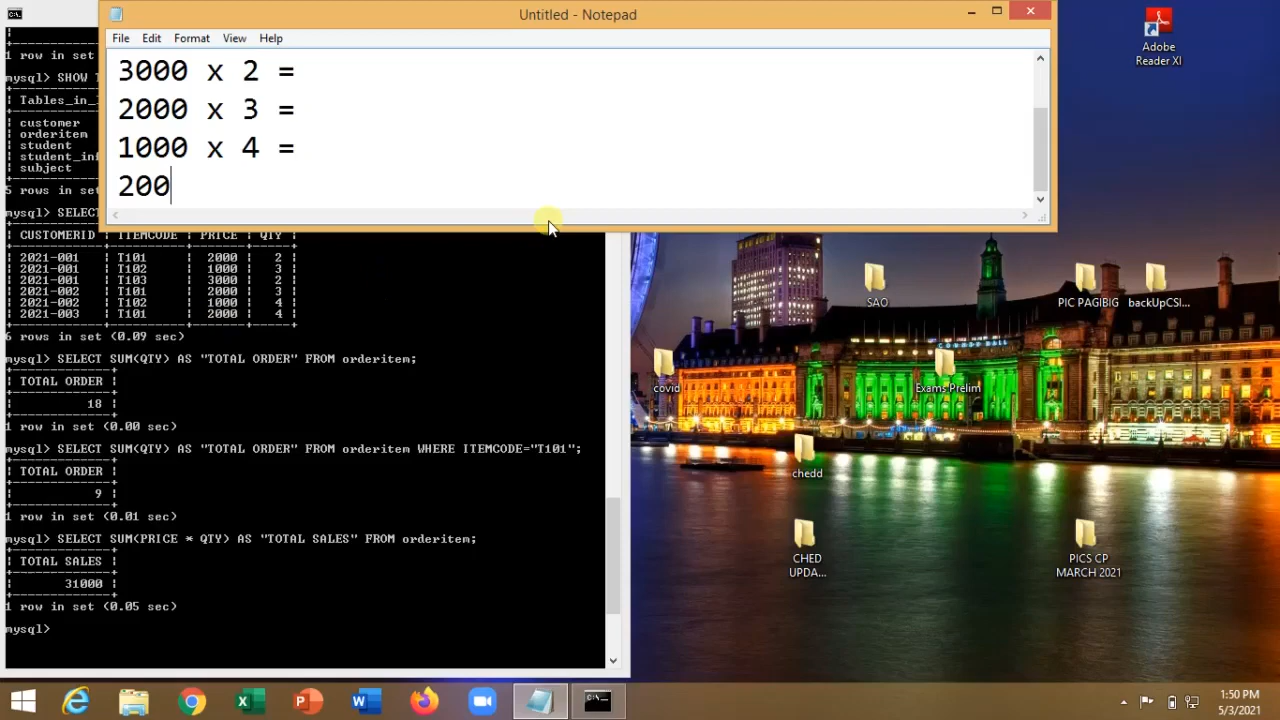 Untitled - Notepad
File Edit Format View Help
3000 x 2 =
2000 x 3 =
1000 x 4 =
200
1 row in set
mysql> SHOW
| Tables_in_
| customer
| orderitem
| student
| student_inf
| subject
5 rows in set
mysql> SELECT
| CUSTOMERID | ITEMCODE | PRICE | QTY |
| 2021-001 | T101 | 2000 | 2 |
| 2021-001 | T102 | 1000 | 3 |
| 2021-001 | T103 | 3000 | 2 |
| 2021-002 | T101 | 2000 | 3 |
| 2021-002 | T102 | 1000 | 4 |
| 2021-003 | T101 | 2000 | 4 |
6 rows in set (0.09 sec)
mysql> SELECT SUM(QTY) AS "TOTAL ORDER" FROM orderitem;
| TOTAL ORDER |
| 18 |
1 row in set (0.00 sec)
mysql> SELECT SUM(QTY) AS "TOTAL ORDER" FROM orderitem WHERE ITEMCODE="T101";
| TOTAL ORDER |
| 9 |
1 row in set (0.01 sec)
mysql> SELECT SUM(PRICE * QTY) AS "TOTAL SALES" FROM orderitem;
| TOTAL SALES |
| 31000 |
1 row in set (0.05 sec)
mysql>
Adobe
Reader XI
SAO
PIC PAGIBIG
backUpCSI...
covid
Exams Prelim
chedd
CHED
UPDA...
PICS CP
MARCH 2021
1:50 PM
5/3/2021